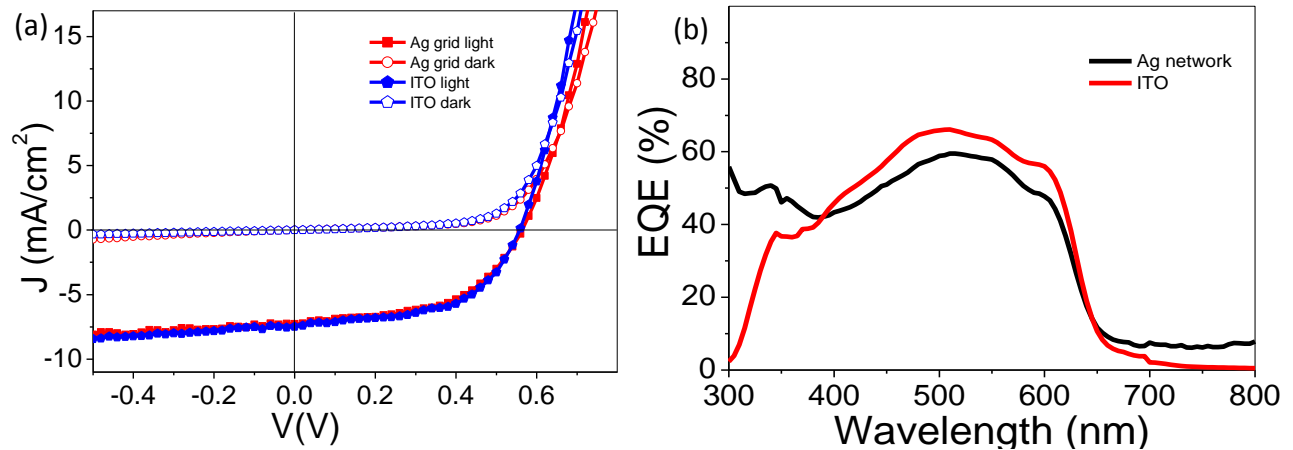 (a)
Ag grid light
Ag grid dark
ITO light
ITO dark
15
10
5
0
-5
-10
J (mA/cm²)
-0.4
-0.2
0.0
0.2
0.4
0.6
V(V)
(b)
Ag network
ITO
80
60
40
20
0
EQE (%)
300
400
500
600
700
800
Wavelength (nm)